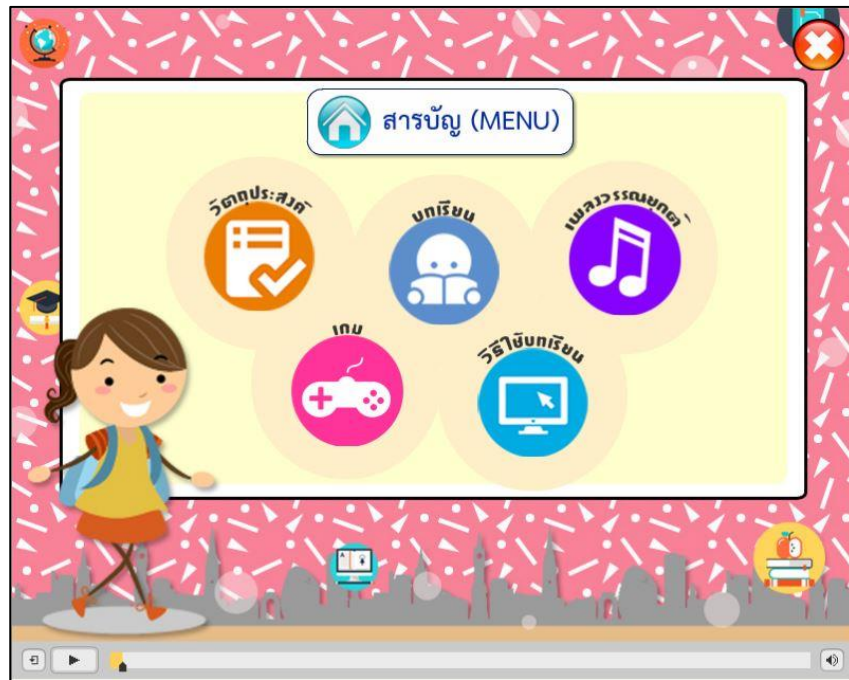 สารบัญ (MENU)
วัตถุประสงค์
บทเรียน
เพลงวรรณยุกต์
เกม
วิธีใช้บทเรียน